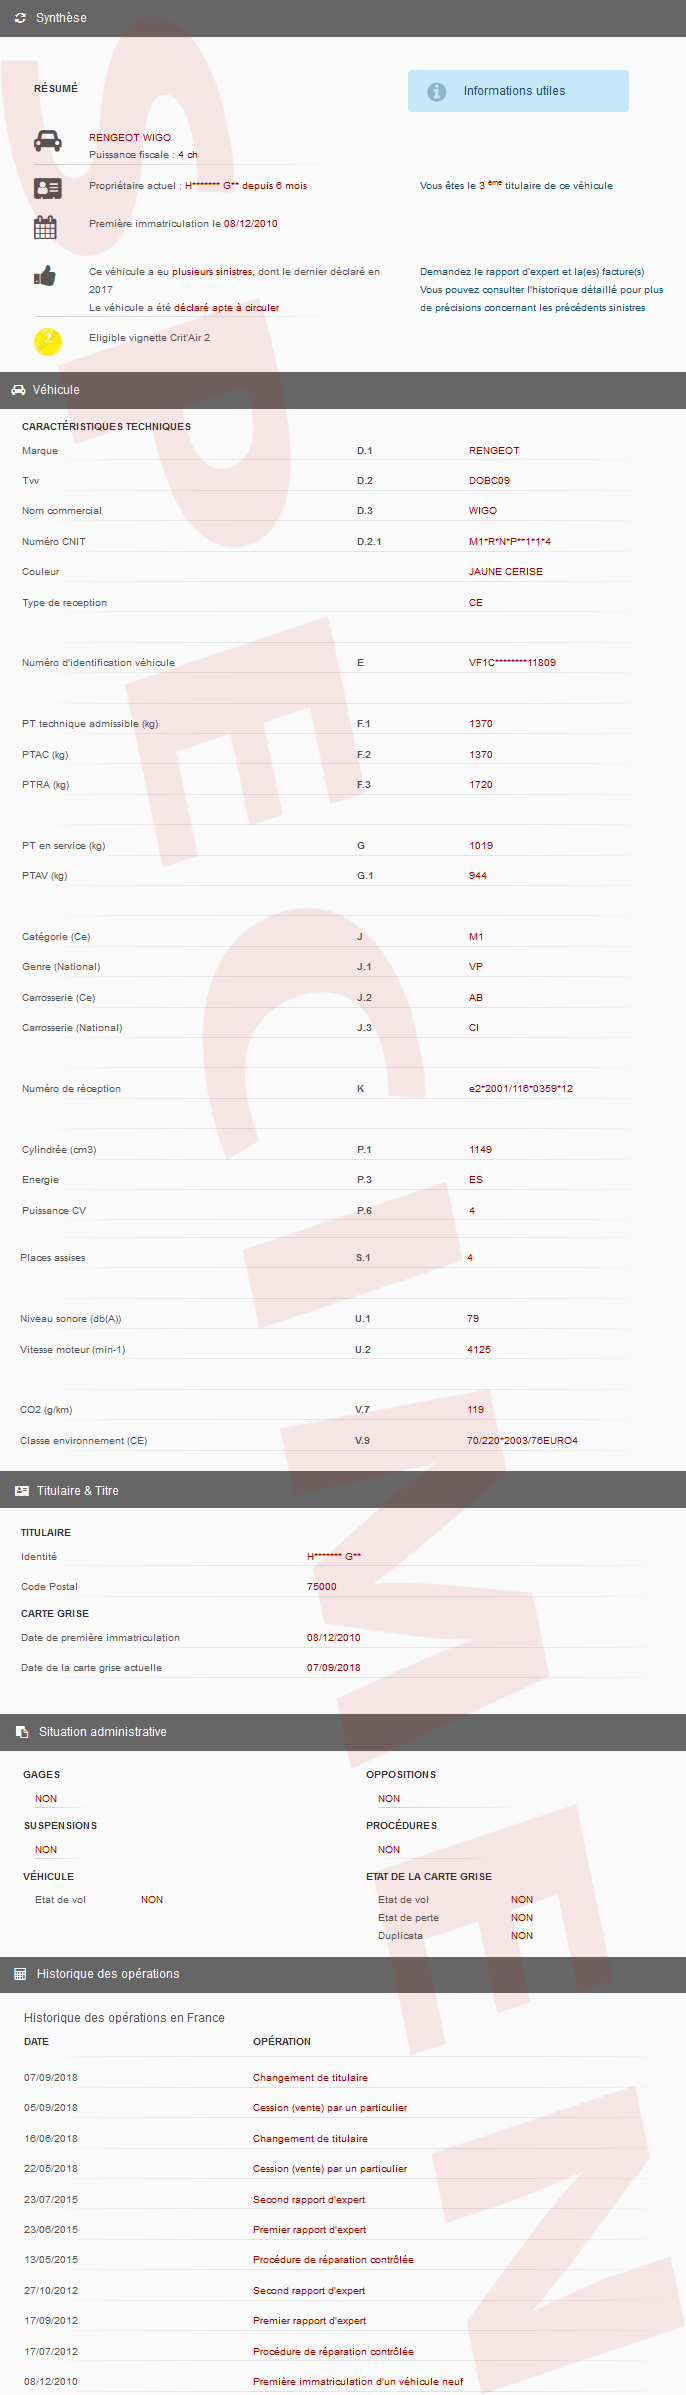 Synthèse
RÉSUMÉ
Informations utiles
RENGEOT WIGO
Puissance fiscale : 4 ch
Propriétaire actuel : H******* G** depuis 6 mois
Vous êtes le 3 ème titulaire de ce véhicule
Première immatriculation le 08/12/2010
Ce véhicule a eu plusieurs sinistres, dont le dernier déclaré en
2017
Le véhicule a été déclaré apte à circuler
Demandez le rapport d'expert et la(es) facture(s)
Vous pouvez consulter l'historique détaillé pour plus
de précisions concernant les précédents sinistres
2
Eligible vignette Crit'Air 2
Véhicule
CARACTÉRISTIQUES TECHNIQUES
Marque D.1 RENGEOT
Tvv D.2 DOBC09
Nom commercial D.3 WIGO
Numéro CNIT D.2.1 M1*R*N*P**1*1*4
Couleur JAUNE CERISE
Type de reception CE
Numéro d'identification véhicule E VF1C********11809
PT technique admissible (kg) F.1 1370
PTAC (kg) F.2 1370
PTRA (kg) F.3 1720
PT en service (kg) G 1019
PTAV (kg) G.1 944
Catégorie (Ce) J M1
Genre (National) J.1 VP
Carrosserie (Ce) J.2 AB
Carrosserie (National) J.3 CI
Numéro de réception K e2*2001/116*0359*12
Cylindrée (cm3) P.1 1149
Energie P.3 ES
Puissance CV P.6 4
Places assises S.1 4
Niveau sonore (db(A)) U.1 79
Vitesse moteur (min-1) U.2 4125
CO2 (g/km) V.7 119
Classe environnement (CE) V.9 70/220*2003/76EURO4
Titulaire & Titre
TITULAIRE
Identité H******* G**
Code Postal 75000
CARTE GRISE
Date de première immatriculation 08/12/2010
Date de la carte grise actuelle 07/09/2018
Situation administrative
GAGES OPPOSITIONS
NON NON
SUSPENSIONS PROCÉDURES
NON NON
VÉHICULE ETAT DE LA CARTE GRISE
Etat de vol NON Etat de vol NON
Etat de perte NON
Duplicata NON
Historique des opérations
Historique des opérations en France
DATE OPÉRATION
07/09/2018 Changement de titulaire
05/09/2018 Cession (vente) par un particulier
16/06/2018 Changement de titulaire
22/05/2018 Cession (vente) par un particulier
23/07/2015 Second rapport d'expert
23/06/2015 Premier rapport d'expert
13/05/2015 Procédure de réparation contrôlée
27/10/2012 Second rapport d'expert
17/09/2012 Premier rapport d'expert
17/07/2012 Procédure de réparation contrôlée
08/12/2010 Première immatriculation d'un véhicule neuf
SPECIMEN